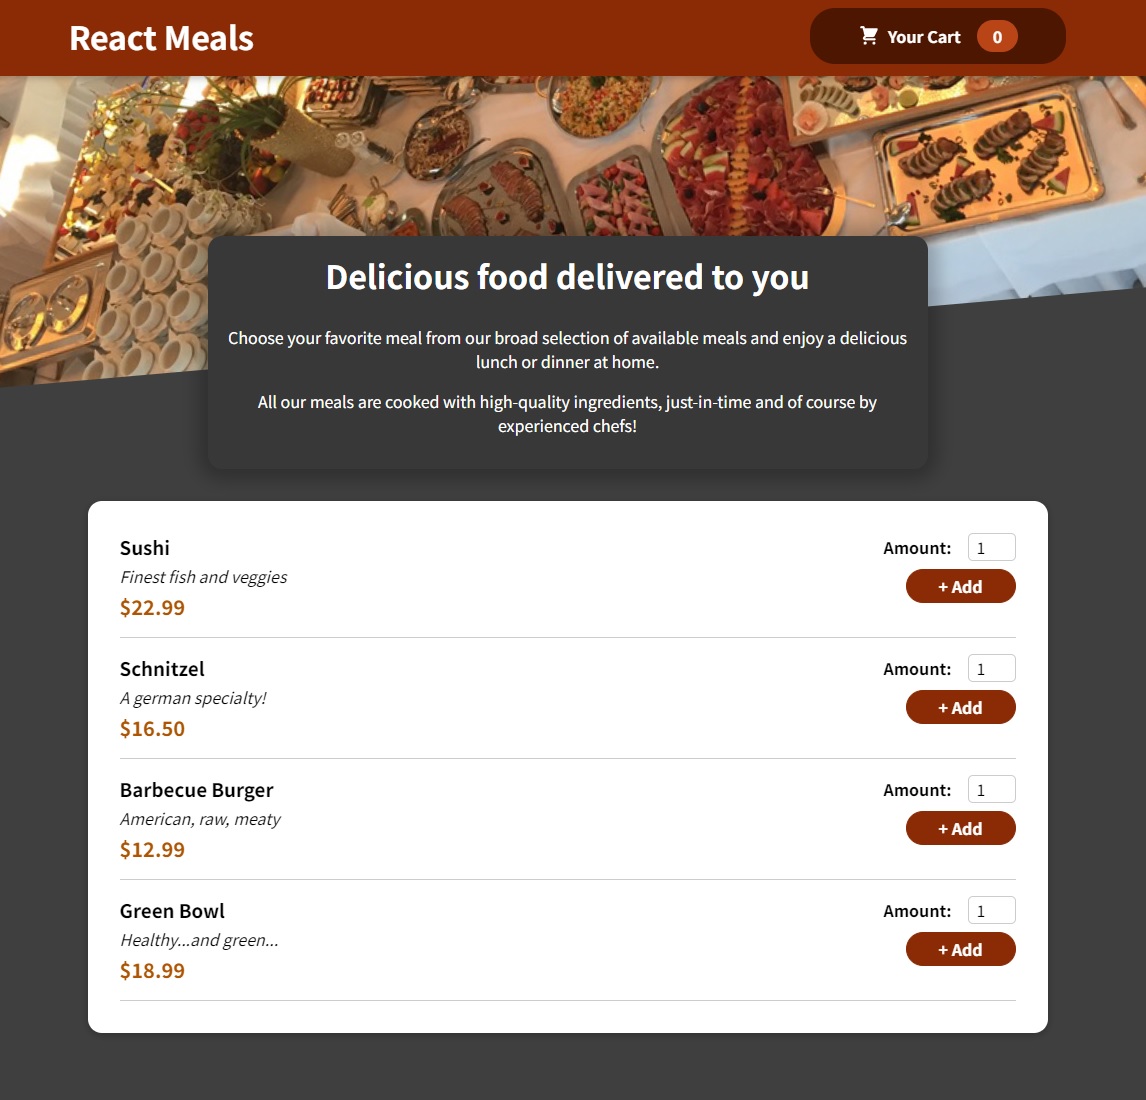 React Meals
Your Cart 0
Delicious food delivered to you
Choose your favorite meal from our broad selection of available meals and enjoy a delicious
lunch or dinner at home.
All our meals are cooked with high-quality ingredients, just-in-time and of course by
experienced chefs!
Sushi
Finest fish and veggies
$22.99
Amount: 1
+ Add
Schnitzel
A german specialty!
$16.50
Amount: 1
+ Add
Barbecue Burger
American, raw, meaty
$12.99
Amount: 1
+ Add
Green Bowl
Healthy...and green...
$18.99
Amount: 1
+ Add